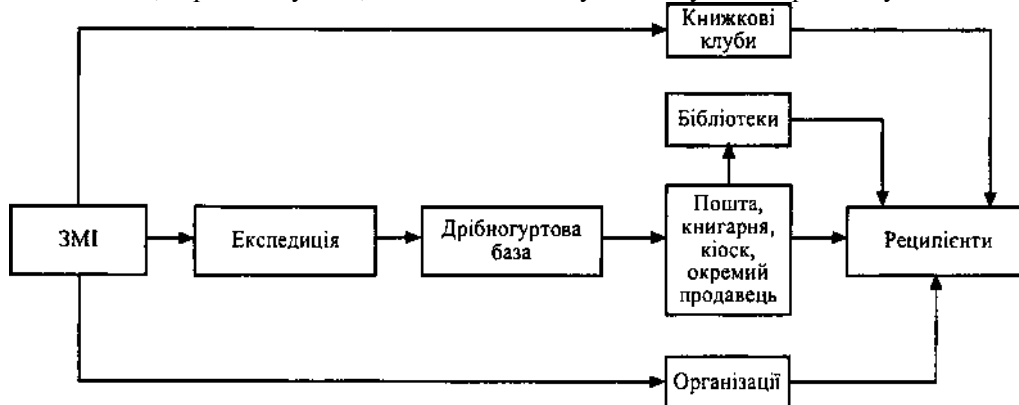 Книжкові
клуби
Бібліотеки
ЗМІ
Експедиція
Дрібногуртова
база
Пошта,
книгарня,
кіоск,
окремий
продавець
Реципієнти
Організації